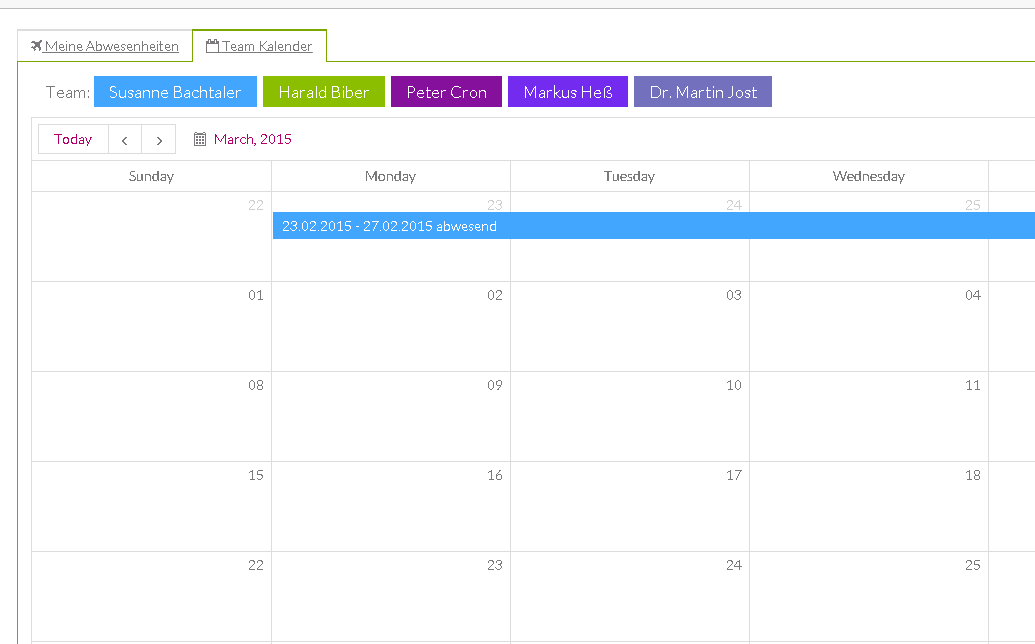 Meine Abwesenheiten Team Kalender
Team: Susanne Bachtaler Harald Biber Peter Cron Markus Heß Dr. Martin Jost
Today < > March, 2015
Sunday Monday Tuesday Wednesday
22 23 24 25
23.02.2015 - 27.02.2015 abwesend
01 02 03 04
08 09 10 11
15 16 17 18
22 23 24 25